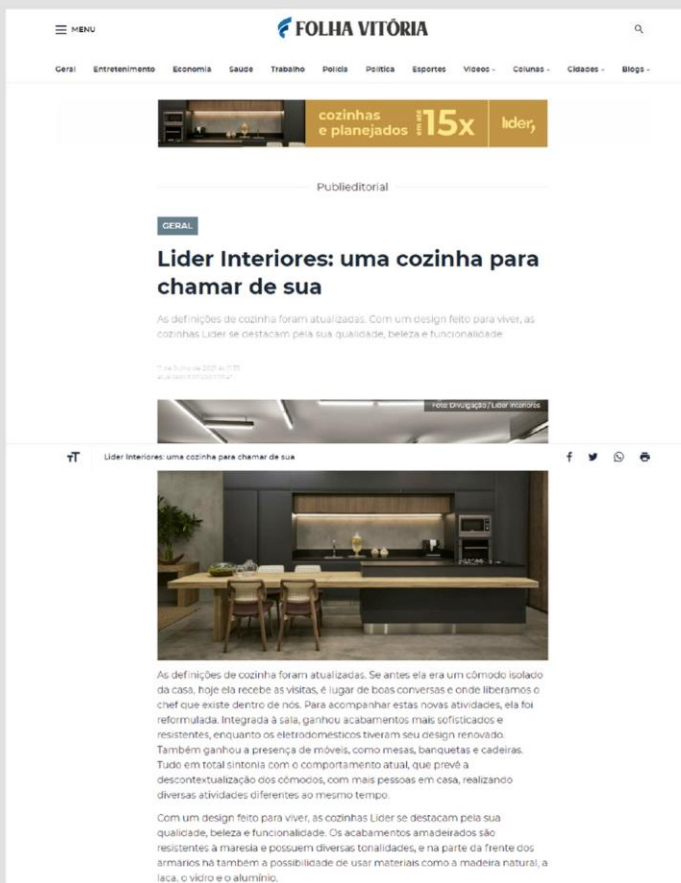 MENU
FOLHA VITÓRIA
Geral Entretenimento Economia Saúde Trabalho Polícia Política Esportes Vídeos Colunas Cidades Blogs
cozinhas
e planejados em até 15x lider,
Publieditorial
GERAL
Lider Interiores: uma cozinha para
chamar de sua
As definições de cozinha foram atualizadas. Com um design feito para viver, as
cozinhas Lider se destacam pela sua qualidade, beleza e funcionalidade
Foto: Divulgação / Lider Interiores
Lider Interiores: uma cozinha para chamar de sua
As definições de cozinha foram atualizadas. Se antes ela era um cômodo isolado
da casa, hoje ela recebe as visitas, é lugar de boas conversas e onde liberamos o
chef que existe dentro de nós. Para acompanhar estas novas atividades, ela foi
reformulada. Integrada à sala, ganhou acabamentos mais sofisticados e
resistentes, enquanto os eletrodomésticos tiveram seu design renovado.
Também ganhou a presença de móveis, como mesas, banquetas e cadeiras.
Tudo em total sintonia com o comportamento atual, que prevê a
descontextualização dos cômodos, com mais pessoas em casa, realizando
diversas atividades diferentes ao mesmo tempo.
Com um design feito para viver, as cozinhas Lider se destacam pela sua
qualidade, beleza e funcionalidade. Os acabamentos amadeirados são
resistentes à maresia e possuem diversas tonalidades, e na parte da frente dos
armários há também a possibilidade de usar materiais como a madeira natural, a
laca, o vidro e o alumínio.